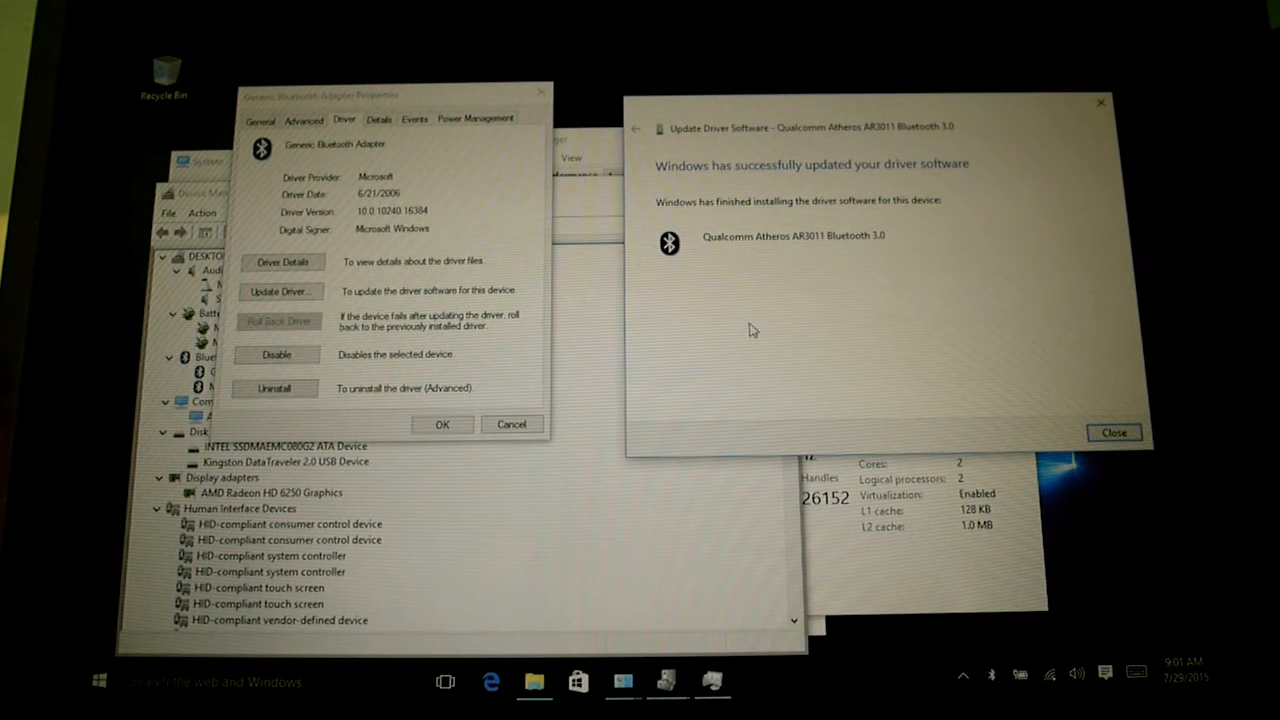 Recycle Bin
Generic Bluetooth Adapter Properties
General Advanced Driver Details Events Power Management
Generic Bluetooth Adapter
Driver Provider: Microsoft
Driver Date: 6/21/2006
Driver Version: 10.0.10240.16384
Digital Signer: Microsoft Windows
Driver Details To view details about the driver files.
Update Driver... To update the driver software for this device.
Roll Back Driver If the device fails after updating the driver, roll
back to the previously installed driver.
Disable Disables the selected device.
Uninstall To uninstall the driver (Advanced).
OK Cancel
Update Driver Software - Qualcomm Atheros AR3011 Bluetooth 3.0
Windows has successfully updated your driver software
Windows has finished installing the driver software for this device:
Qualcomm Atheros AR3011 Bluetooth 3.0
Close
System
View
Device Man
File Action
DESKTO
Audi
Batte
Blue
Com
Disk
INTEL SSDMAEMC080G2 ATA Device
Kingston DataTraveler 2.0 USB Device
Display adapters
AMD Radeon HD 6250 Graphics
Human Interface Devices
HID-compliant consumer control device
HID-compliant consumer control device
HID-compliant system controller
HID-compliant system controller
HID-compliant touch screen
HID-compliant touch screen
HID-compliant vendor-defined device
Handles
26152
Cores: 2
Logical processors: 2
Virtualization: Enabled
L1 cache: 128 KB
L2 cache: 1.0 MB
Search the web and Windows
9:01 AM
7/29/2015